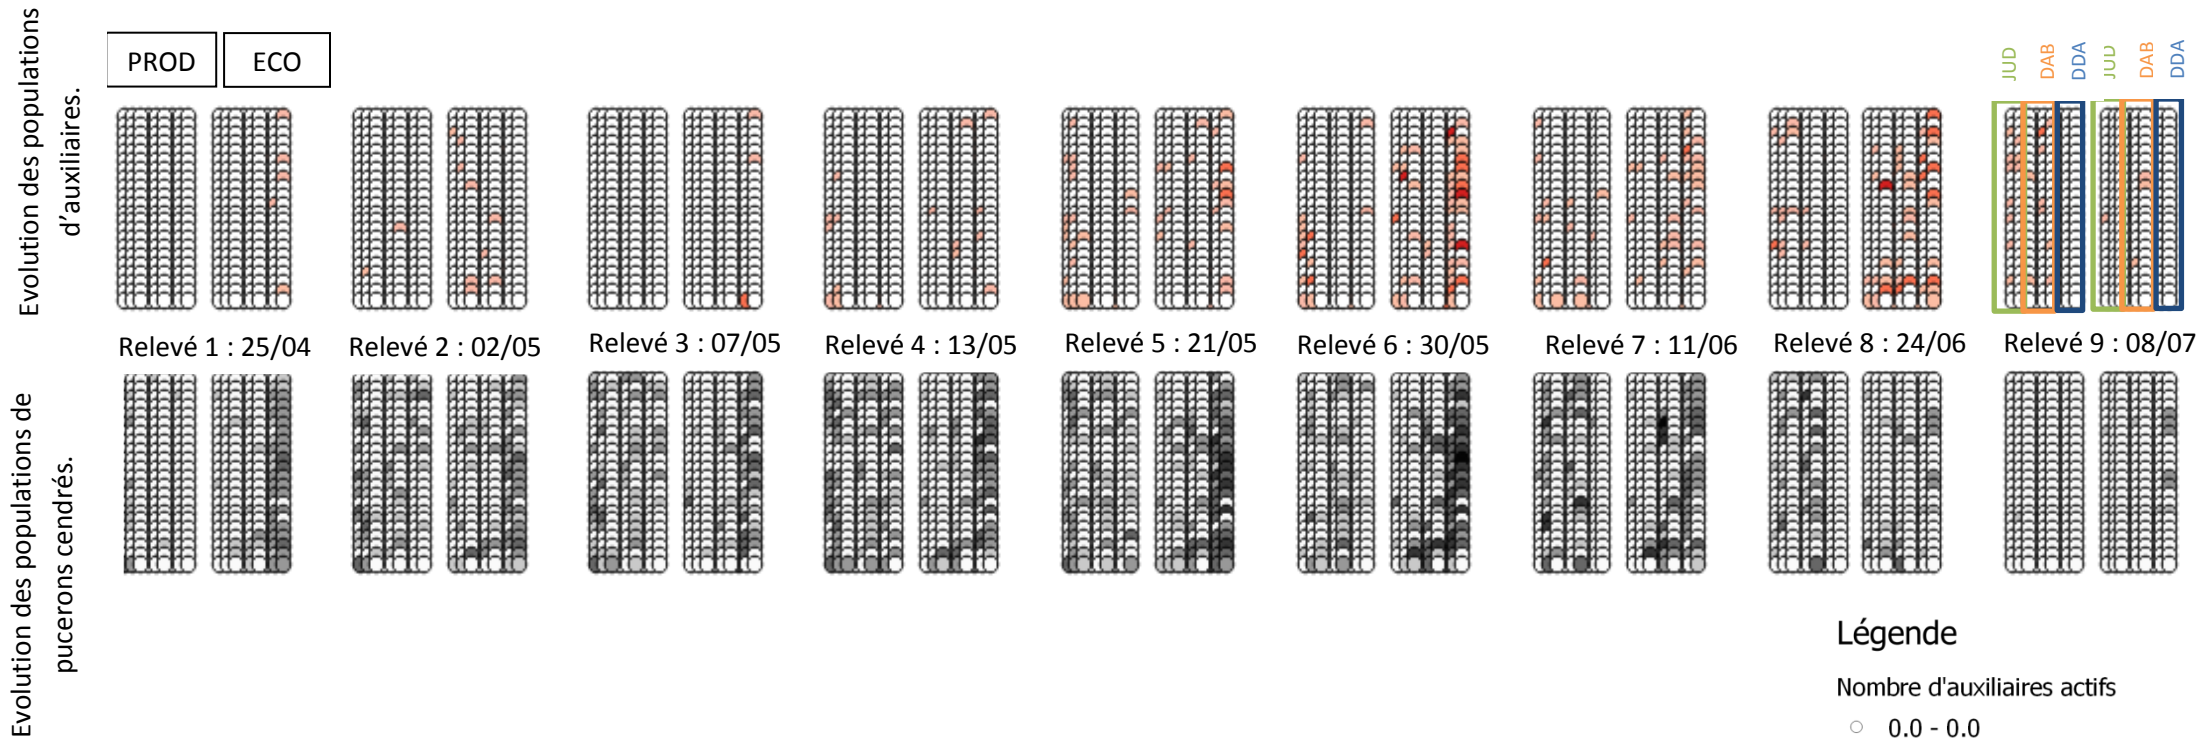 Evolution des populations
d’auxiliaires.
PROD
ECO
JUD
DAB
DDA
JUD
DAB
DDA
Relevé 1 : 25/04
Relevé 2 : 02/05
Relevé 3 : 07/05
Relevé 4 : 13/05
Relevé 5 : 21/05
Relevé 6 : 30/05
Relevé 7 : 11/06
Relevé 8 : 24/06
Relevé 9 : 08/07
Evolution des populations de
pucerons cendrés.
Légende
Nombre d'auxiliaires actifs
0.0 - 0.0